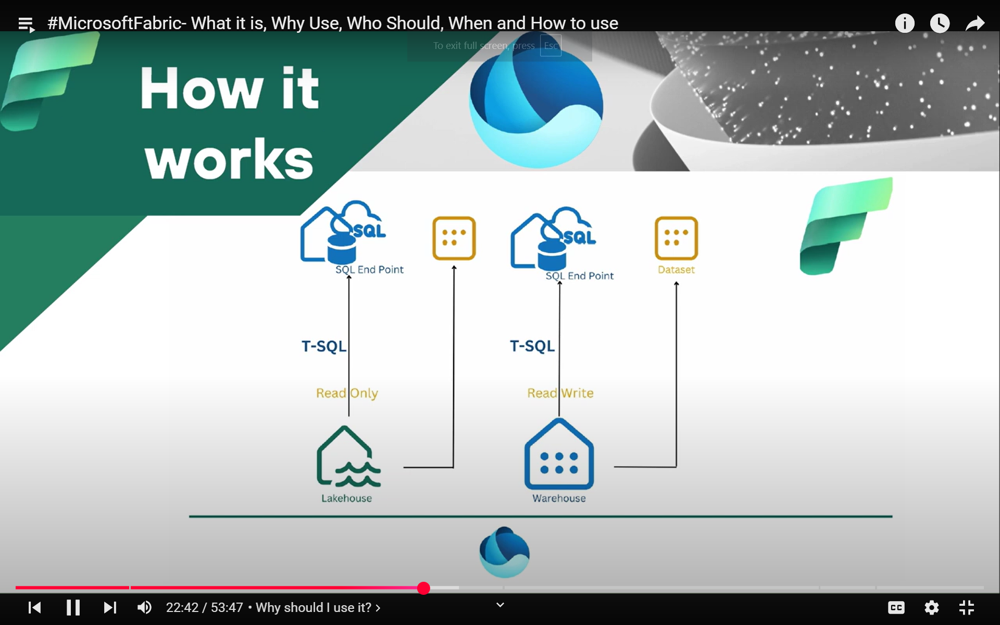 #MicrosoftFabric- What it is, Why Use, Who Should, When and How to use
To exit full screen, press Esc
How it
works
SQL
SQL
SQL End Point
SQL End Point
Dataset
T-SQL
T-SQL
Read Only
Read Write
Lakehouse
Warehouse
22:42 / 53:47 • Why should I use it? >
CC